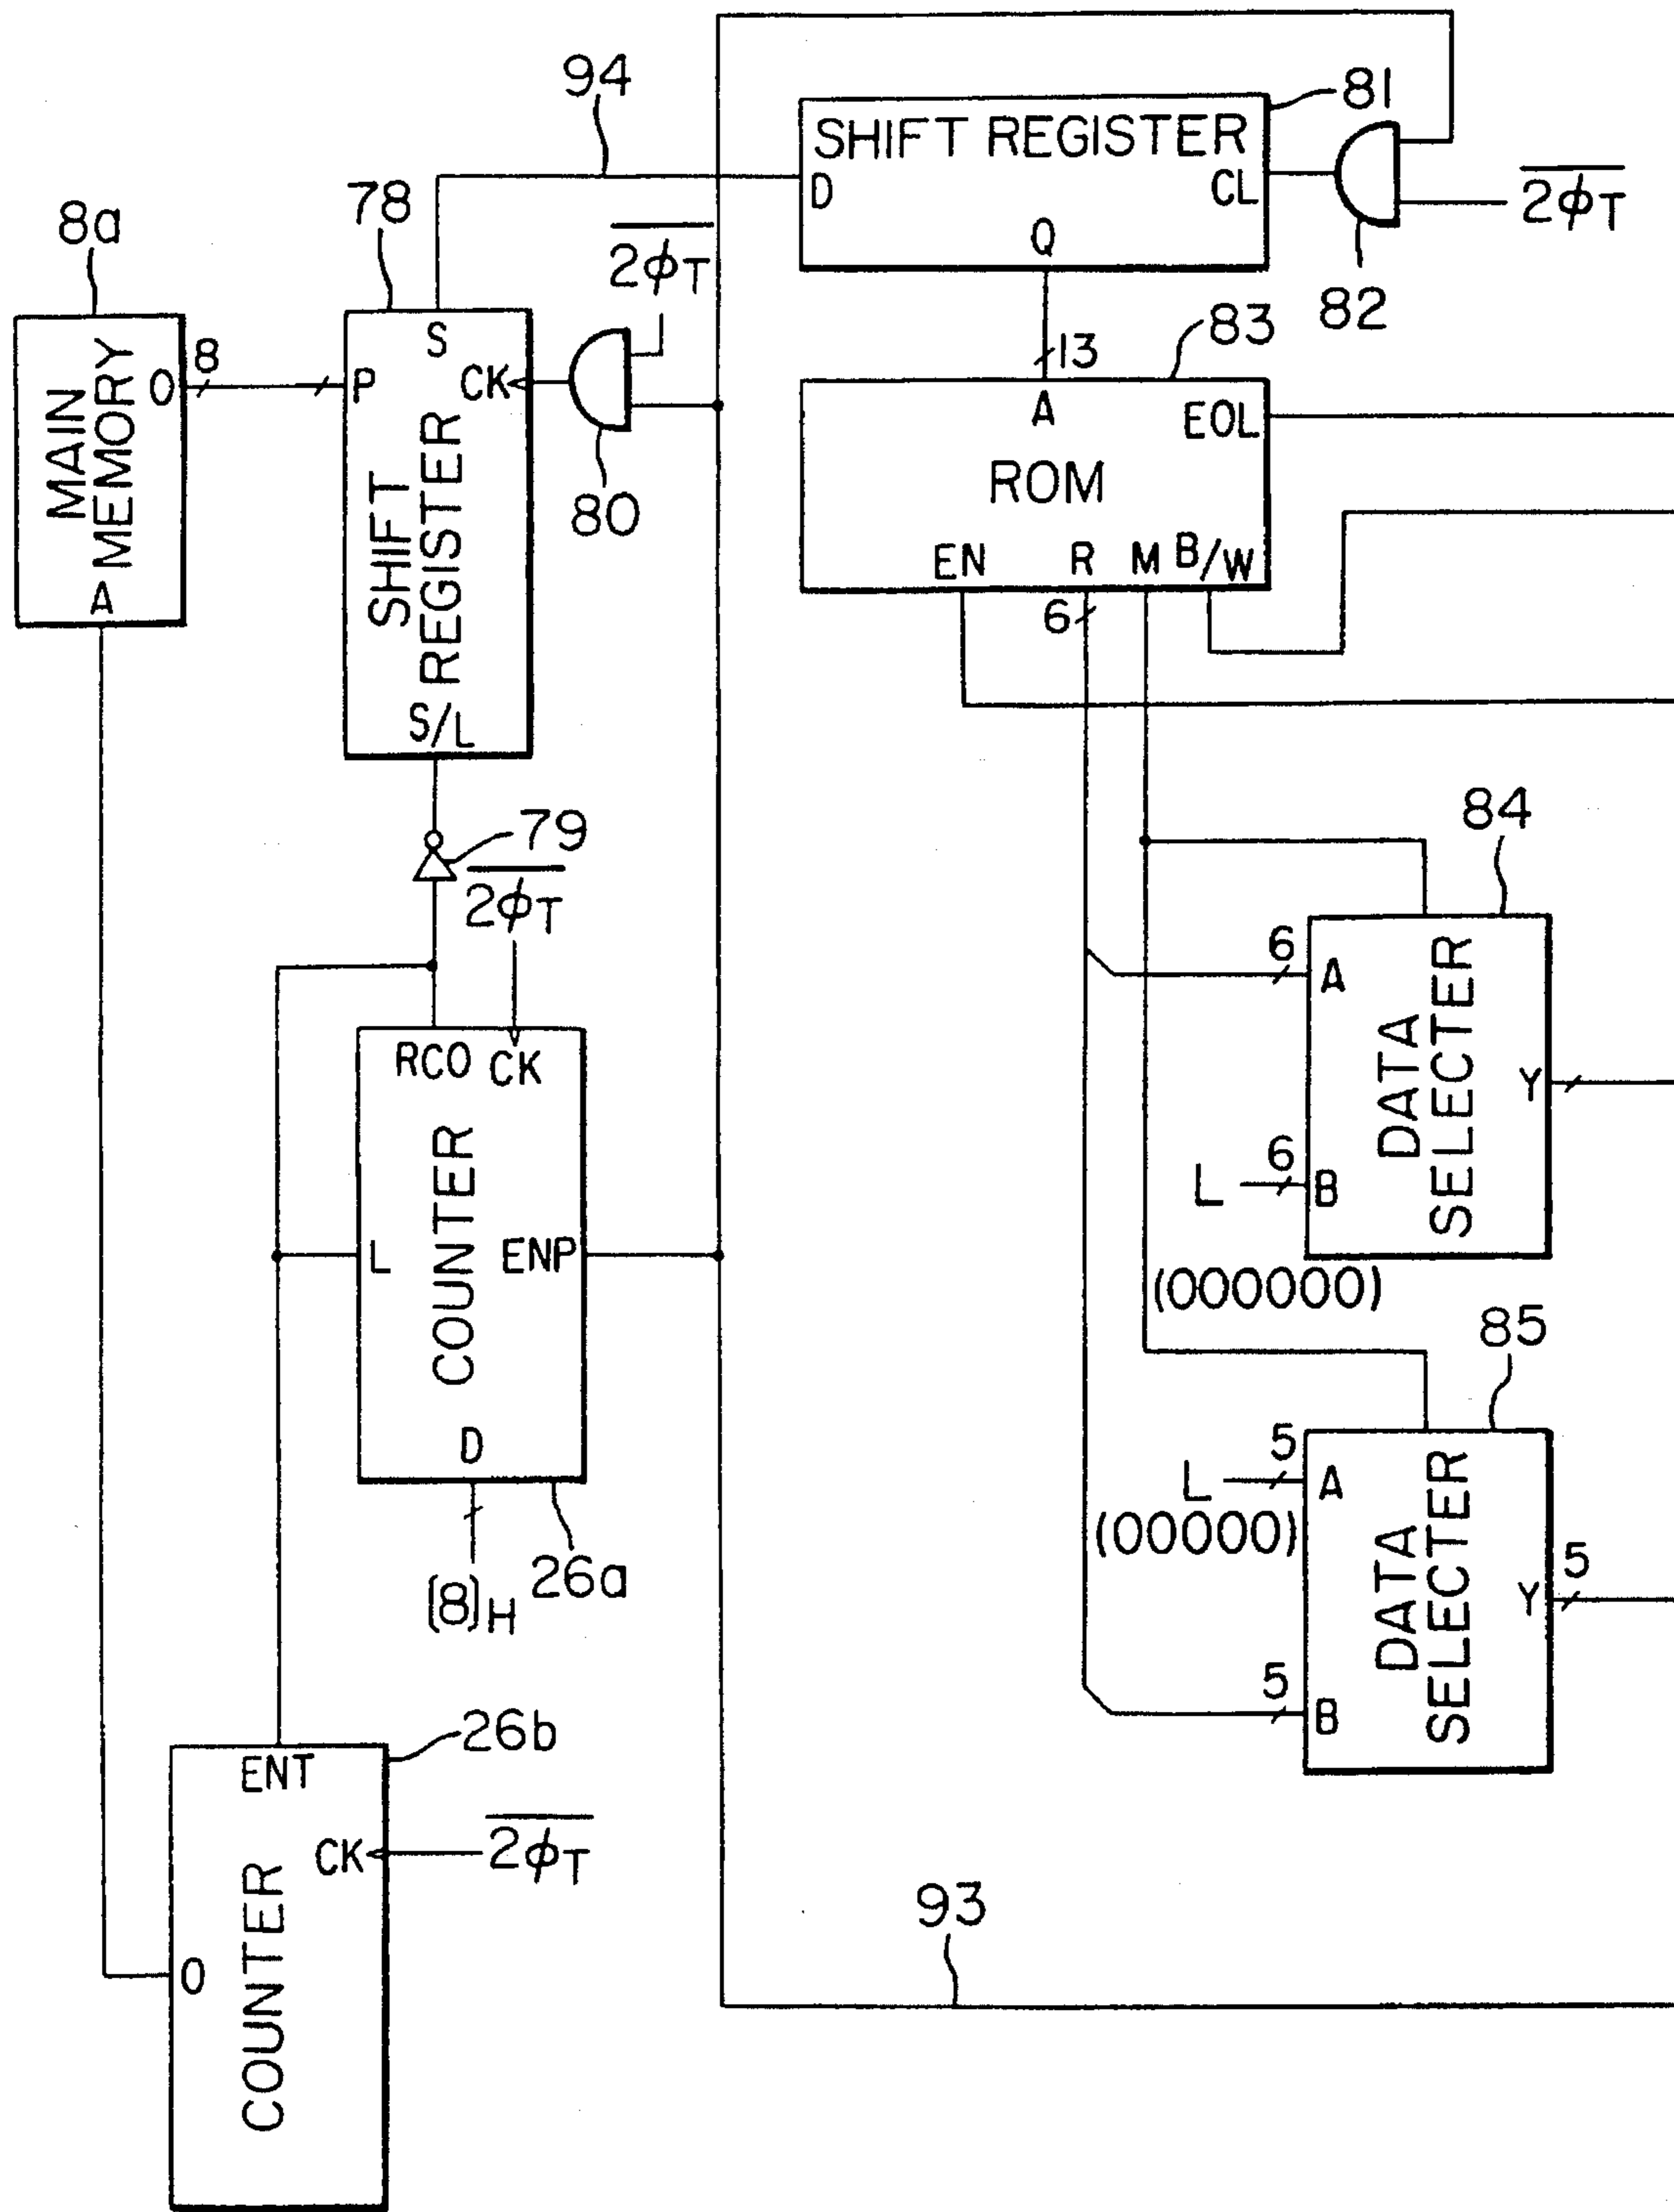 94
81
SHIFT REGISTER
D
CL
Q
2φT
82
8a
78
2φT
MAIN MEMORY
O
8
A
P
S
CK
SHIFT REGISTER
S/L
80
13
83
A
EOL
ROM
EN
R
M
B/W
6
79
2φT
RCO
CK
COUNTER
L
ENP
D
(8)H
26a
84
6
A
DATA SELECTER
Y
L
6
B
(000000)
85
L
5
A
(00000)
DATA SELECTER
Y
5
5
B
26b
ENT
CK
2φT
COUNTER
O
93